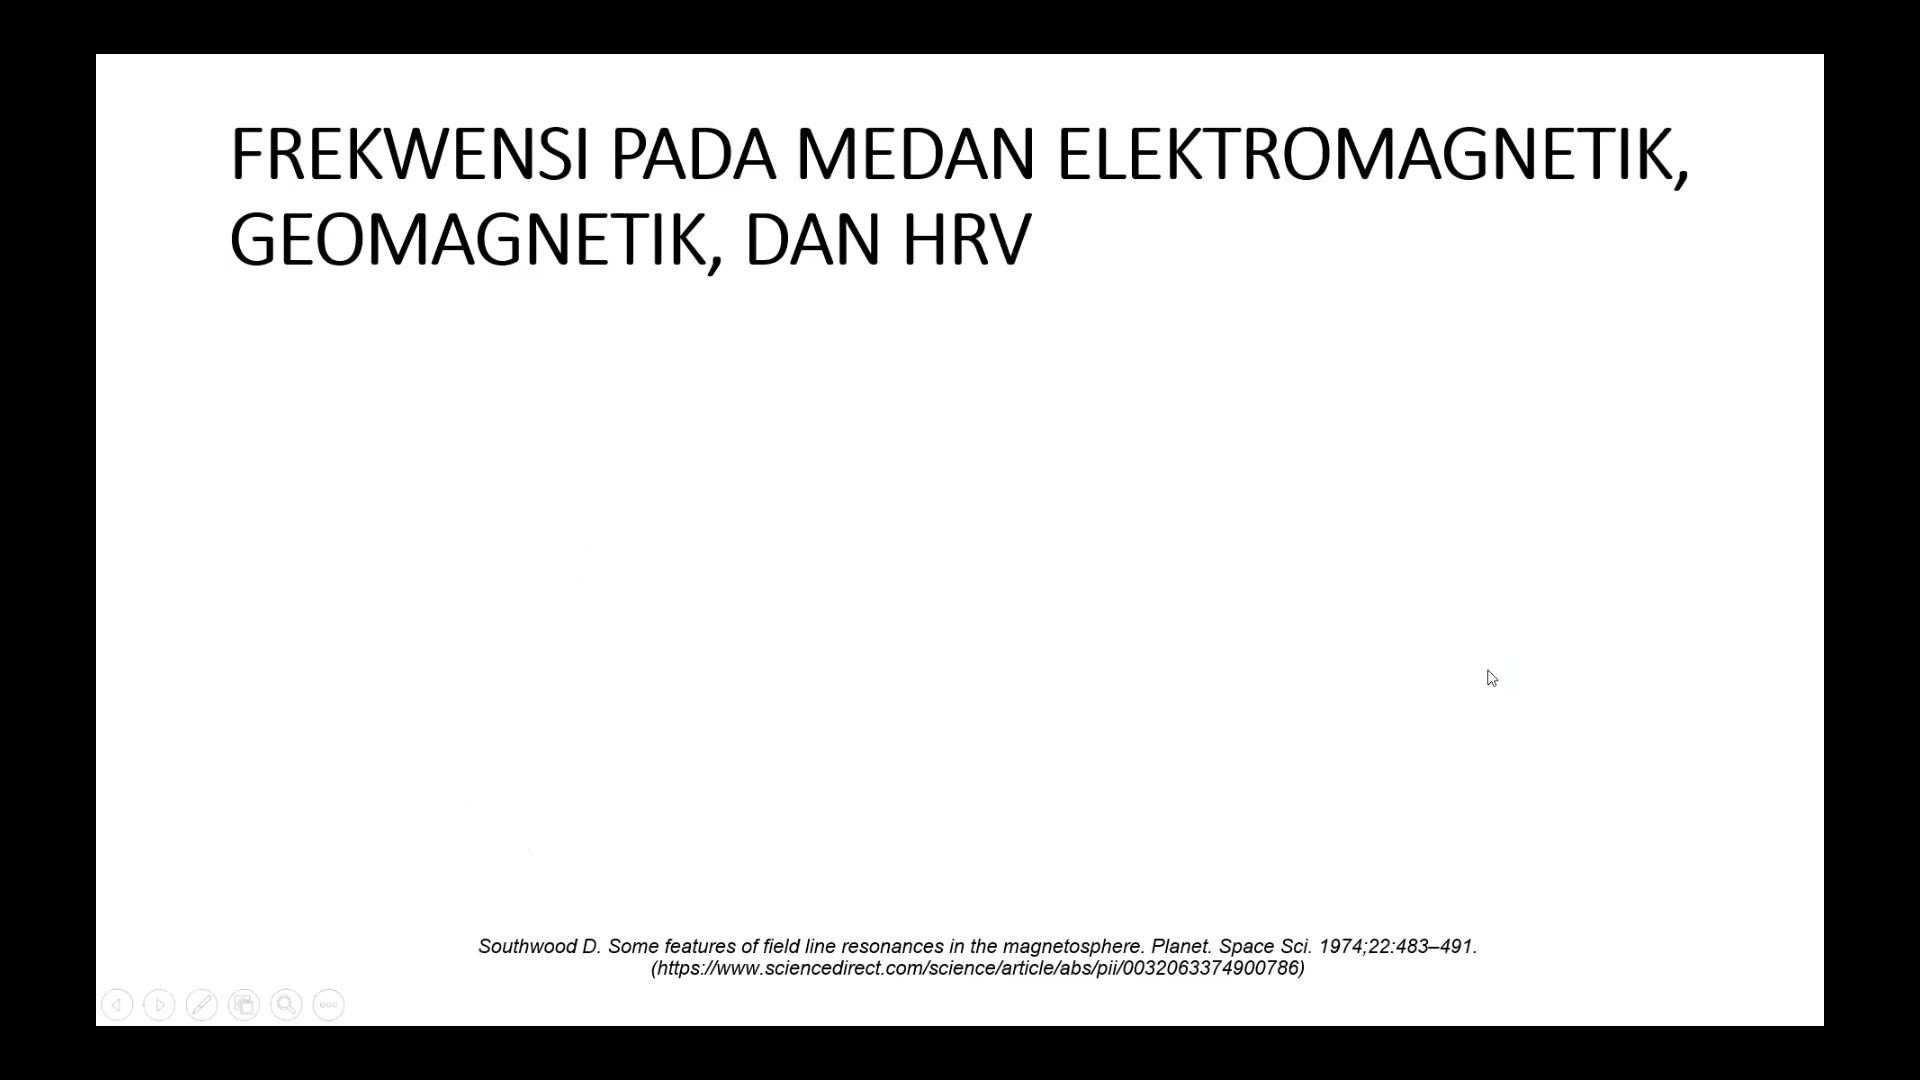 FREKWENSI PADA MEDAN ELEKTROMAGNETIK,
GEOMAGNETIK, DAN HRV
Southwood D. Some features of field line resonances in the magnetosphere. Planet. Space Sci. 1974;22:483–491.
(https://www.sciencedirect.com/science/article/abs/pii/0032063374900786)